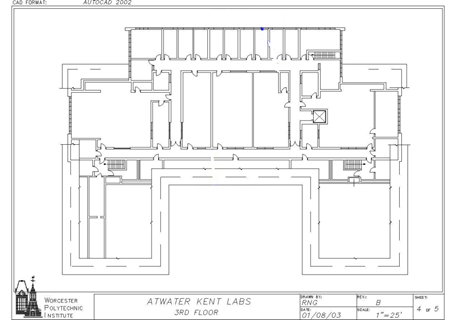 CAD FORMAT: AUTOCAD 2002
WORCESTER
POLYTECHNIC
INSTITUTE
ATWATER KENT LABS
3RD FLOOR
DRAWN BY:
RNG
DATE:
01/08/03
REV.:
B
SCALE:
1"=25'
SHEET:
4 of 5